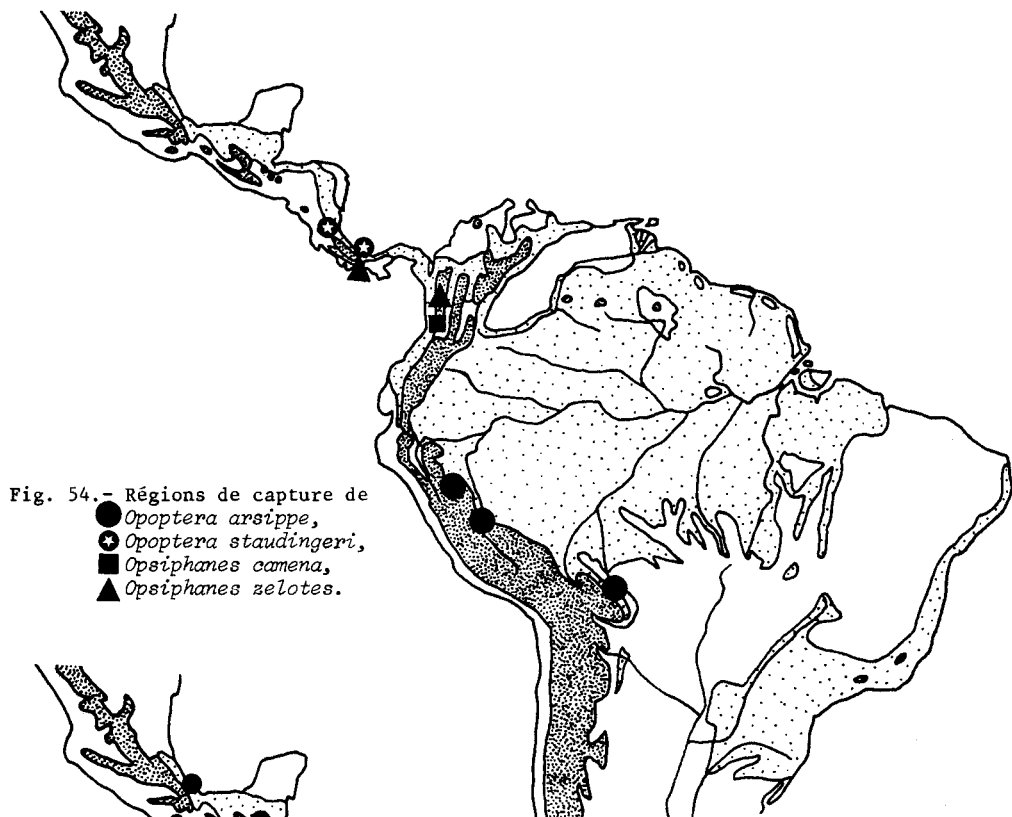 Fig. 54.- Régions de capture de
Opoptera arsippe,
Opoptera staudingeri,
Opsiphanes camena,
Opsiphanes zelotes.